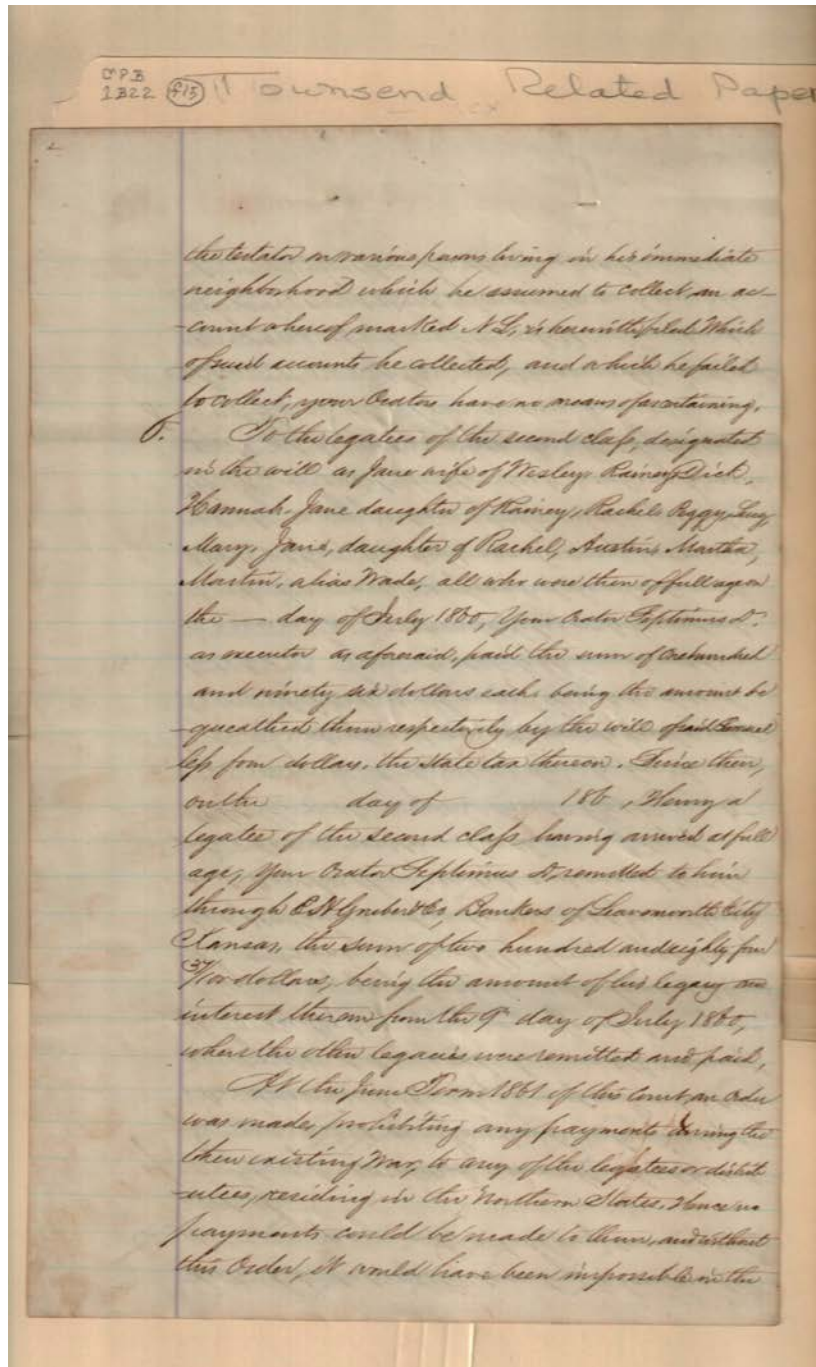 CPB
1B22 f15 Townsend Related Paper
the testator on various persons living in his immediate
neighborhood which he assumed to collect, an ac-
-count whereof marked N L, is herewith filed. Which
of said accounts he collected, and which he failed
to collect, your Orators have no means of ascertaining.
To the legatees of the second class, designated
in the will as Jane wife of Wesley, Rainey, Dick,
Hannah, Jane daughter of Rainey, Rachel, Peggy,
Mary, Jane, daughter of Rachel, Austin, Martha,
Martin, alias Wade, all who were then of full age on
the — day of July 1860, Your Orator Septimus D.
as executor as aforesaid, paid the sum of one hundred
and ninety six dollars each, being the amount be
-queathed them respectively by the will of said Samuel
less four dollars, the state tax thereon. Since then,
on the day of 186 , Henry a
legatee of the second class having arrived at full
age, your Orator Septimus D, remitted to him
through & Co, Bankers of Leavenworth City
Kansas, the sum of two hundred and eighty four
37/100 dollars, being the amount of his legacy and
interest thereon from the 9th day of July 1860,
when the other legacies were remitted and paid,
At the June Term 1861 of this Court an Order
was made, prohibiting any payments during the
then existing War, to any of the legatees or distrib
-utees, residing in the Northern States. Hence no
payments could be made to them, and without
this Order, it would have been impossible in the